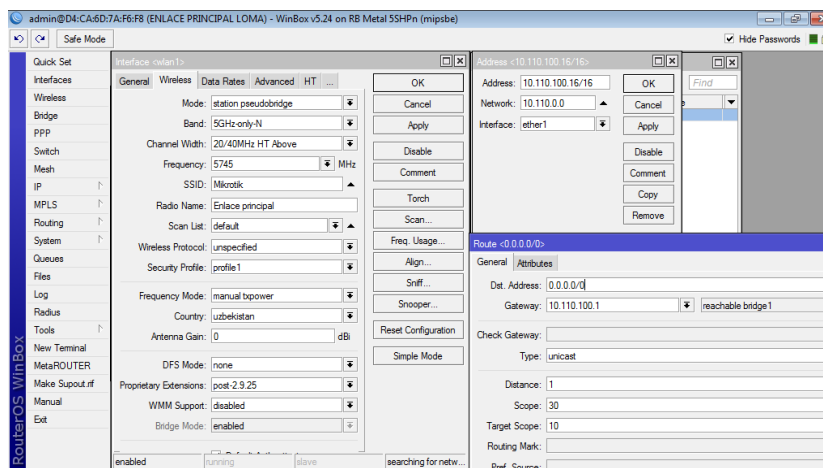 admin@D4:CA:6D:7A:F6:F8 (ENLACE PRINCIPAL LOMA) - WinBox v5.24 on RB Metal 5SHPn (mipsbe)
Safe Mode
Hide Passwords
RouterOS WinBox
Quick Set
Interfaces
Wireless
Bridge
PPP
Switch
Mesh
IP
MPLS
Routing
System
Queues
Files
Log
Radius
Tools
New Terminal
MetaROUTER
Make Supout.rif
Manual
Exit
Interface <wlan1>
General Wireless Data Rates Advanced HT ...
Mode: station pseudobridge
Band: 5GHz-only-N
Channel Width: 20/40MHz HT Above
Frequency: 5745 MHz
SSID: Mikrotik
Radio Name: Enlace principal
Scan List: default
Wireless Protocol: unspecified
Security Profile: profile1
Frequency Mode: manual txpower
Country: uzbekistan
Antenna Gain: 0 dBi
DFS Mode: none
Proprietary Extensions: post-2.9.25
WMM Support: disabled
Bridge Mode: enabled
OK
Cancel
Apply
Disable
Comment
Torch
Scan...
Freq. Usage...
Align...
Sniff...
Snooper...
Reset Configuration
Simple Mode
enabled running slave searching for netw...
Address <10.110.100.16/16>
Address: 10.110.100.16/16
Network: 10.110.0.0
Interface: ether1
OK
Cancel
Apply
Disable
Comment
Copy
Remove
Find
Route <0.0.0.0/0>
General Attributes
Dst. Address: 0.0.0.0/0
Gateway: 10.110.100.1 reachable bridge1
Check Gateway:
Type: unicast
Distance: 1
Scope: 30
Target Scope: 10
Routing Mark:
Pref. Source: